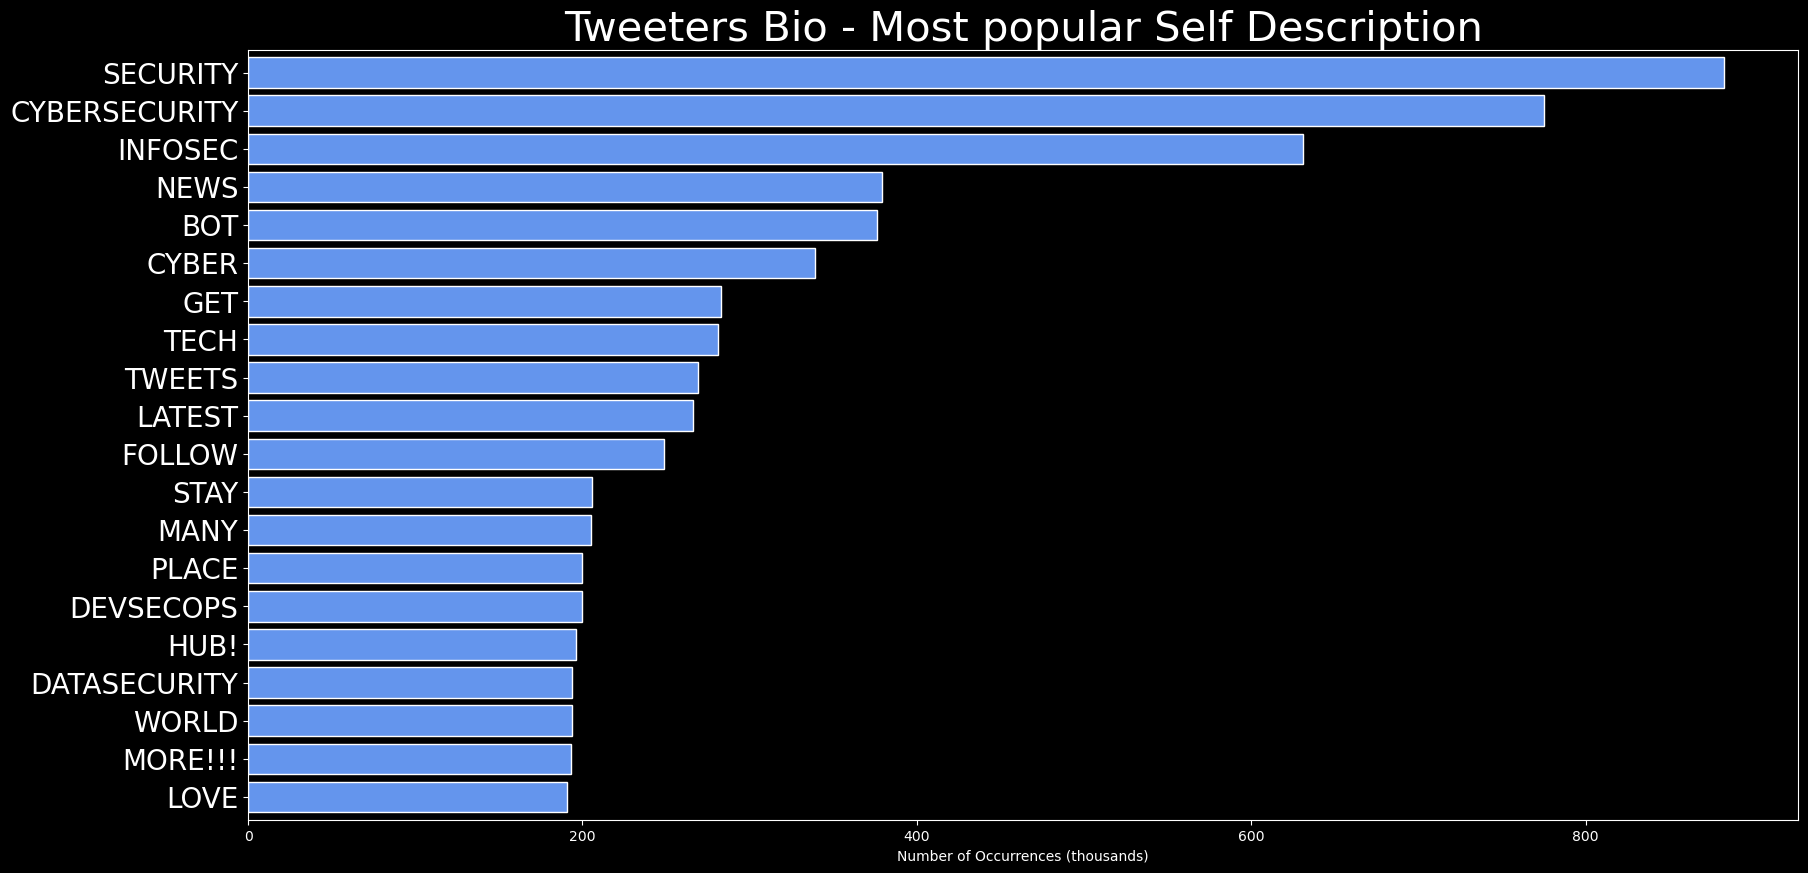 Tweeters Bio - Most popular Self Description
SECURITY
CYBERSECURITY
INFOSEC
NEWS
BOT
CYBER
GET
TECH
TWEETS
LATEST
FOLLOW
STAY
MANY
PLACE
DEVSECOPS
HUB!
DATASECURITY
WORLD
MORE!!!
LOVE
0 200 400 600 800
Number of Occurrences (thousands)